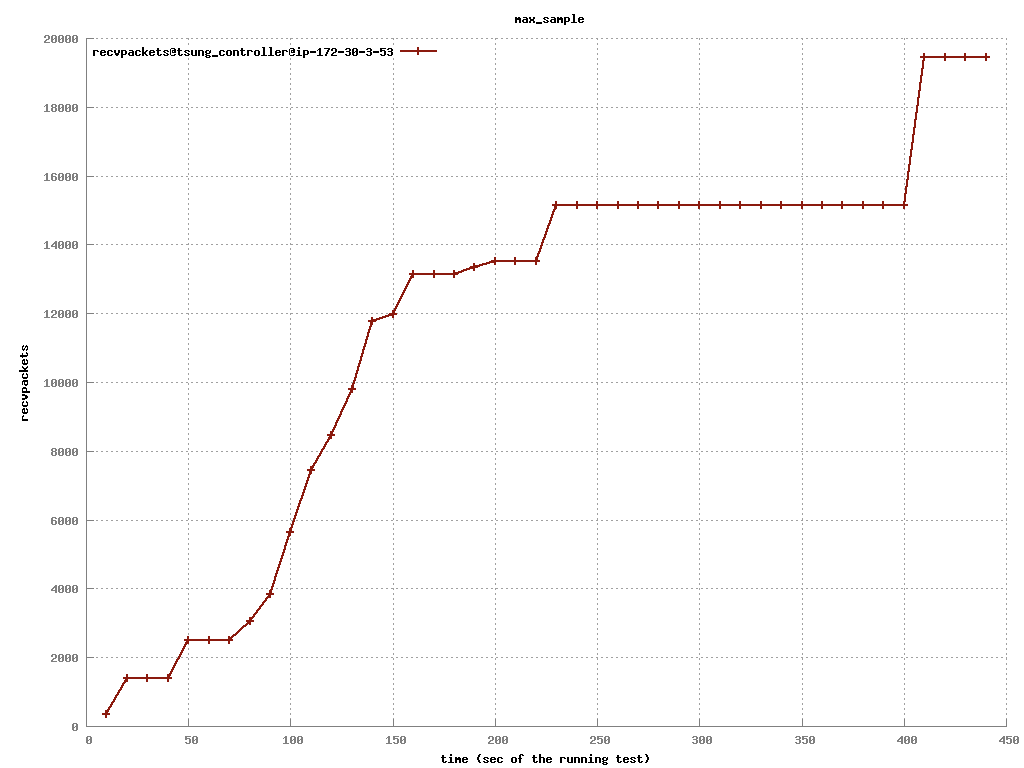 max_sample
recvpackets@tsung_controller@ip-172-30-3-53
20000
18000
16000
14000
12000
10000
8000
6000
4000
2000
0
recvpackets
0 50 100 150 200 250 300 350 400 450
time (sec of the running test)